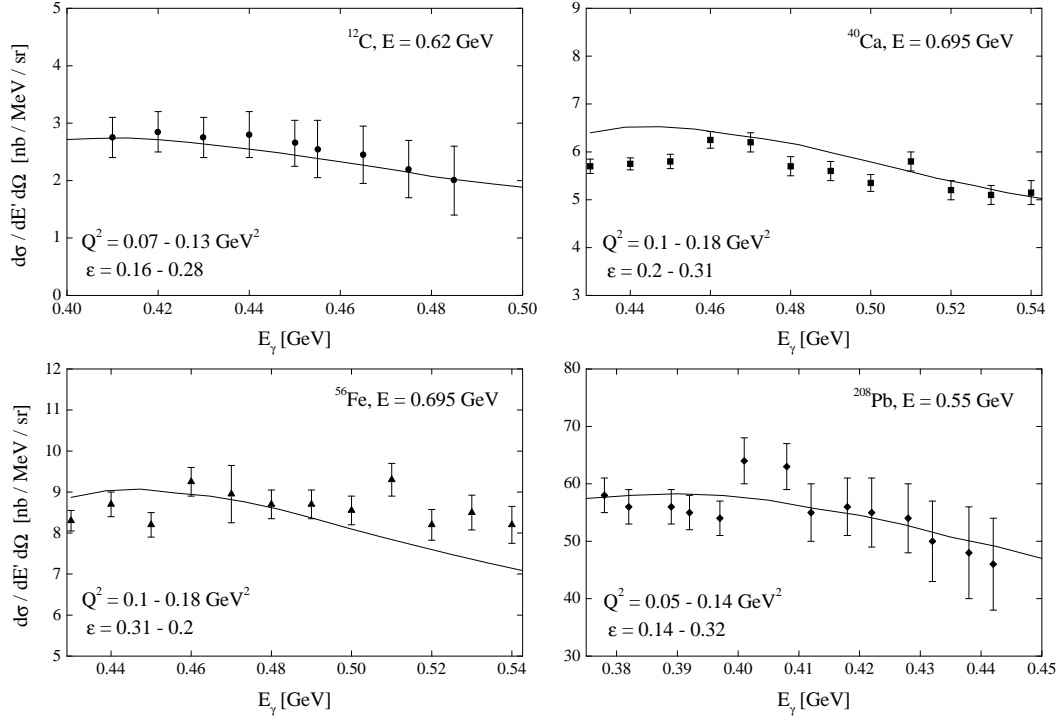 ¹²C, E = 0.62 GeV
dσ / dE' dΩ [nb / MeV / sr]
5
4
3
2
1
0
Q² = 0.07 - 0.13 GeV²
ε = 0.16 - 0.28
0.40 0.42 0.44 0.46 0.48 0.50
E_γ [GeV]
⁴⁰Ca, E = 0.695 GeV
9
8
7
6
5
4
3
Q² = 0.1 - 0.18 GeV²
ε = 0.2 - 0.31
0.44 0.46 0.48 0.50 0.52 0.54
E_γ [GeV]
⁵⁶Fe, E = 0.695 GeV
dσ / dE' dΩ [nb / MeV / sr]
12
11
10
9
8
7
6
5
Q² = 0.1 - 0.18 GeV²
ε = 0.31 - 0.2
0.44 0.46 0.48 0.50 0.52 0.54
E_γ [GeV]
²⁰⁸Pb, E = 0.55 GeV
80
70
60
50
40
30
Q² = 0.05 - 0.14 GeV²
ε = 0.14 - 0.32
0.38 0.39 0.40 0.41 0.42 0.43 0.44 0.45
E_γ [GeV]